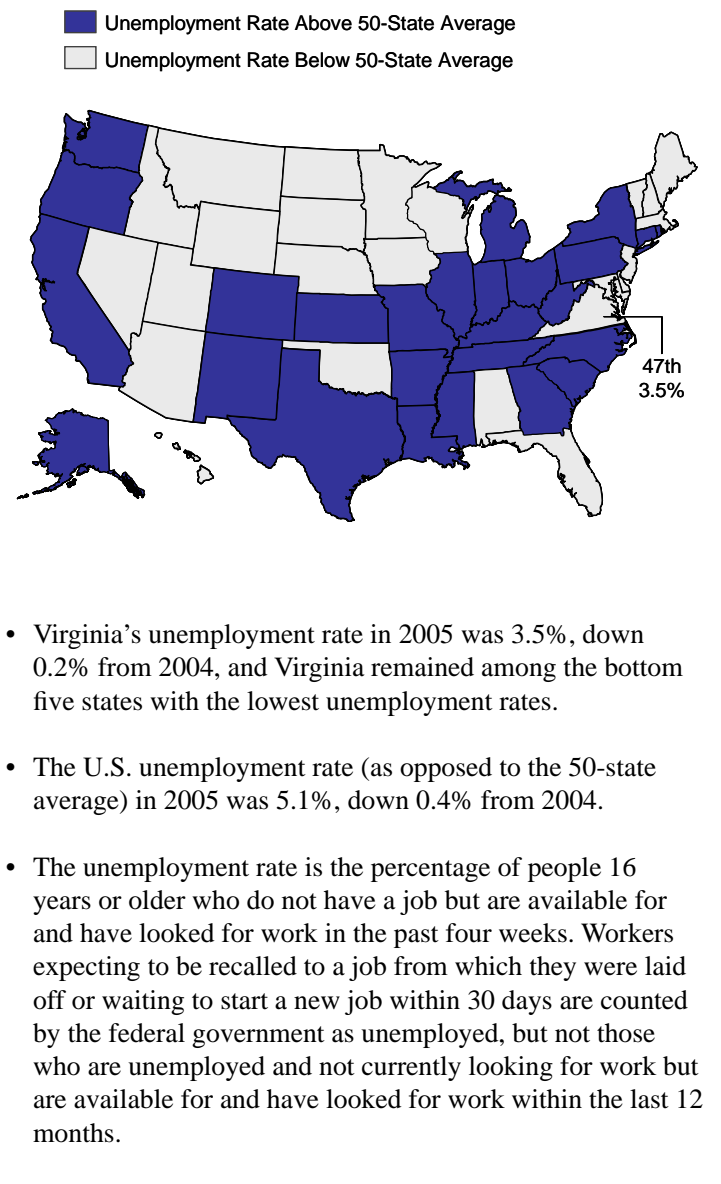 Unemployment Rate Above 50-State Average
Unemployment Rate Below 50-State Average
47th
3.5%
• Virginia’s unemployment rate in 2005 was 3.5%, down
0.2% from 2004, and Virginia remained among the bottom
five states with the lowest unemployment rates.
• The U.S. unemployment rate (as opposed to the 50-state
average) in 2005 was 5.1%, down 0.4% from 2004.
• The unemployment rate is the percentage of people 16
years or older who do not have a job but are available for
and have looked for work in the past four weeks. Workers
expecting to be recalled to a job from which they were laid
off or waiting to start a new job within 30 days are counted
by the federal government as unemployed, but not those
who are unemployed and not currently looking for work but
are available for and have looked for work within the last 12
months.